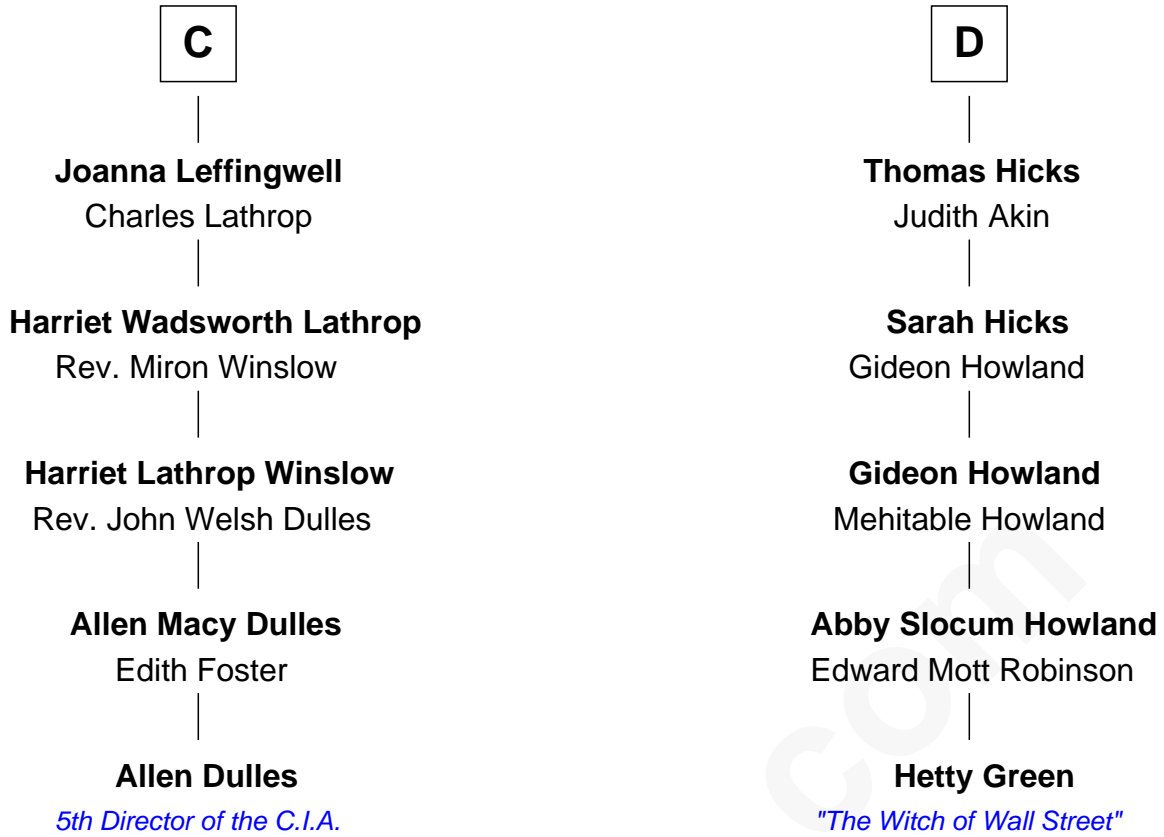 C
Joanna Leffingwell
Charles Lathrop
Harriet Wadsworth Lathrop
Rev. Miron Winslow
Harriet Lathrop Winslow
Rev. John Welsh Dulles
Allen Macy Dulles
Edith Foster
Allen Dulles
5th Director of the C.I.A.
D
Thomas Hicks
Judith Akin
Sarah Hicks
Gideon Howland
Gideon Howland
Mehitable Howland
Abby Slocum Howland
Edward Mott Robinson
Hetty Green
"The Witch of Wall Street"
com